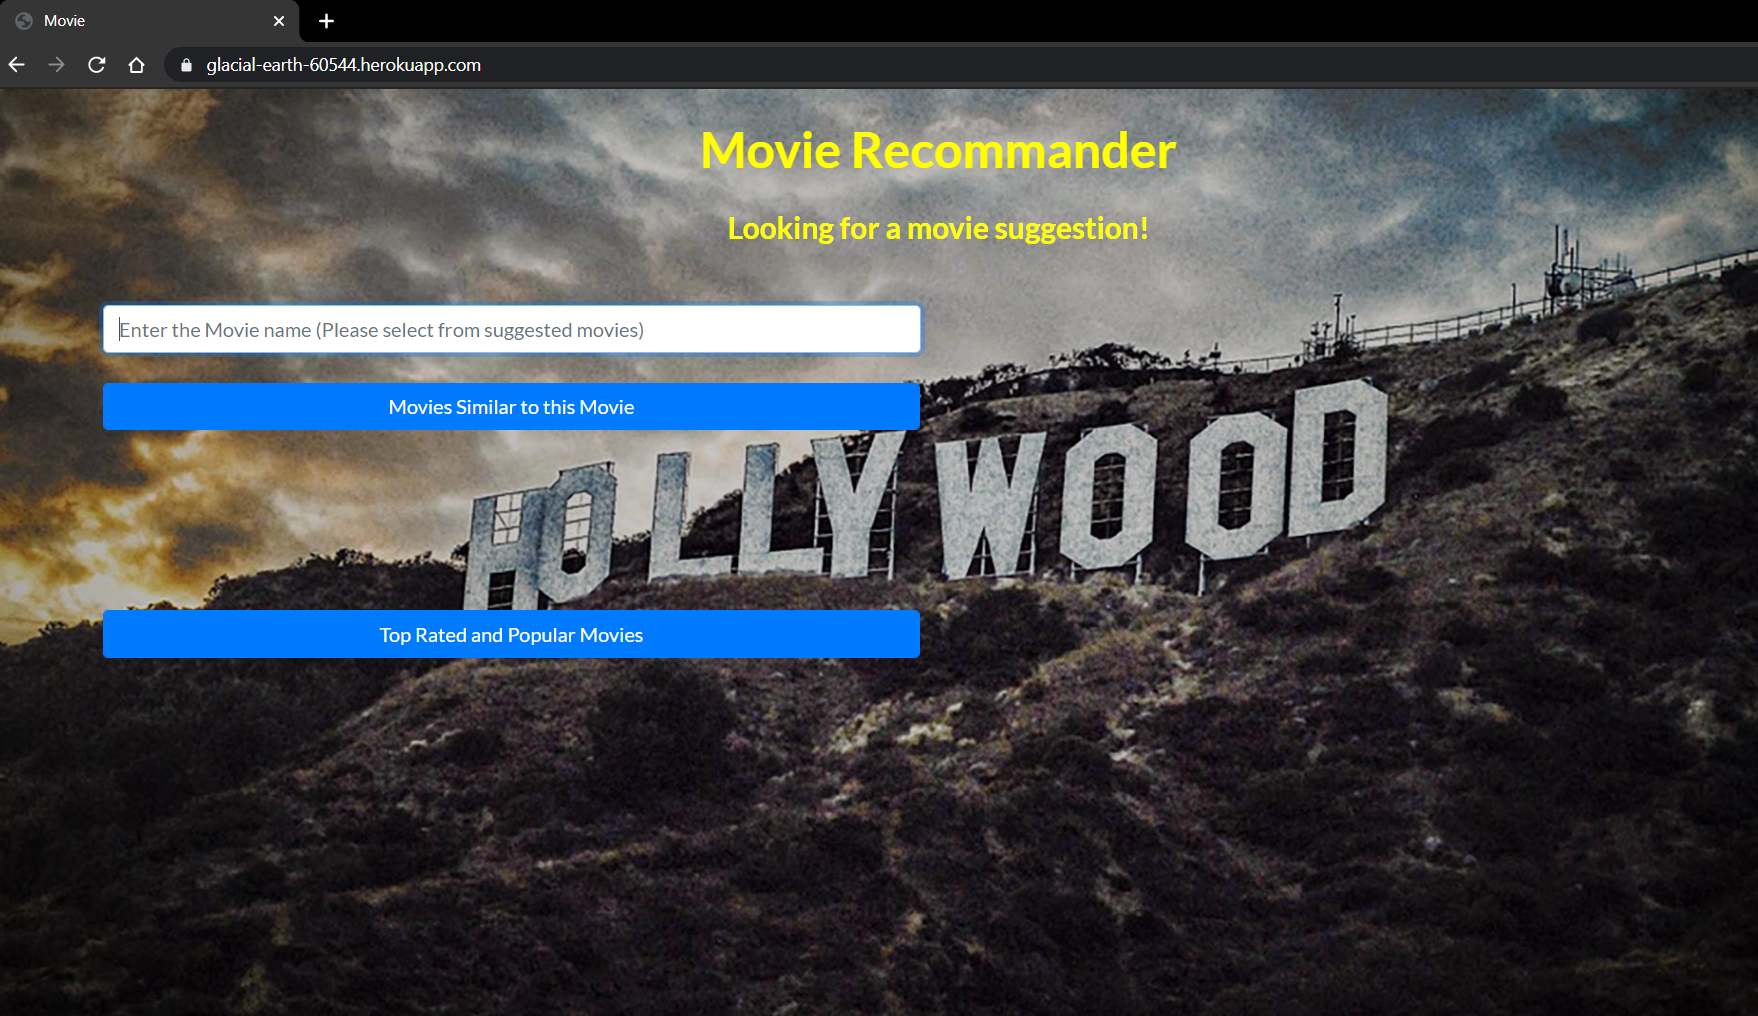 Movie
glacial-earth-60544.herokuapp.com
Movie Recommander
Looking for a movie suggestion!
Enter the Movie name (Please select from suggested movies)
Movies Similar to this Movie
HOLLYWOOD
Top Rated and Popular Movies